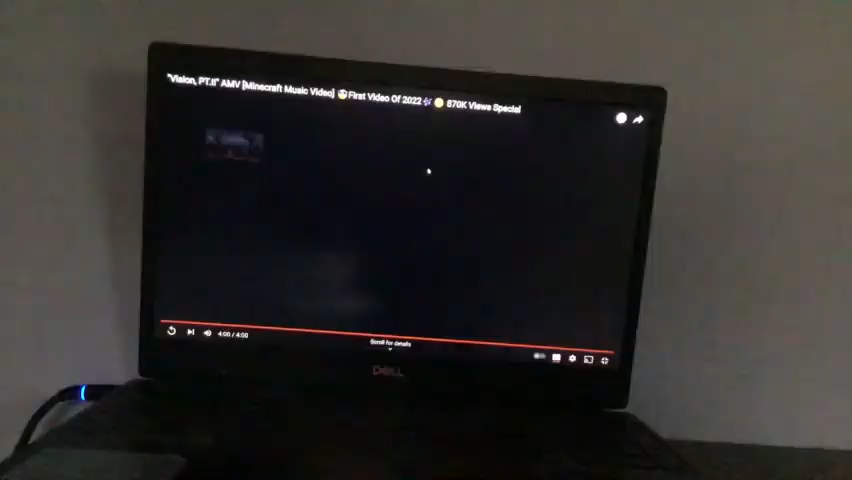 "Vision, PT.II" AMV [Minecraft Music Video] 🤩First Video Of 2022🎉 😊 870K Views Special
4:00 / 4:00
Scroll for details
DELL